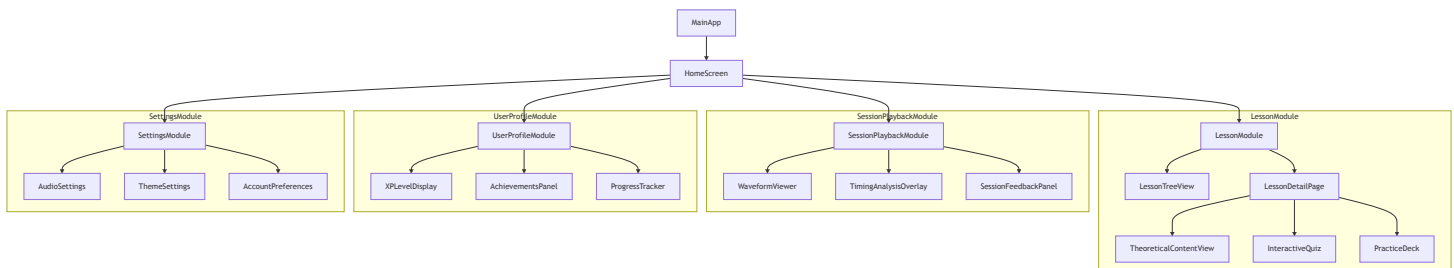 MainApp
HomeScreen
SettingsModule
SettingsModule
AudioSettings
ThemeSettings
AccountPreferences
UserProfileModule
UserProfileModule
XPLevelDisplay
AchievementsPanel
ProgressTracker
SessionPlaybackModule
SessionPlaybackModule
WaveformViewer
TimingAnalysisOverlay
SessionFeedbackPanel
LessonModule
LessonModule
LessonTreeView
LessonDetailPage
TheoreticalContentView
InteractiveQuiz
PracticeDeck